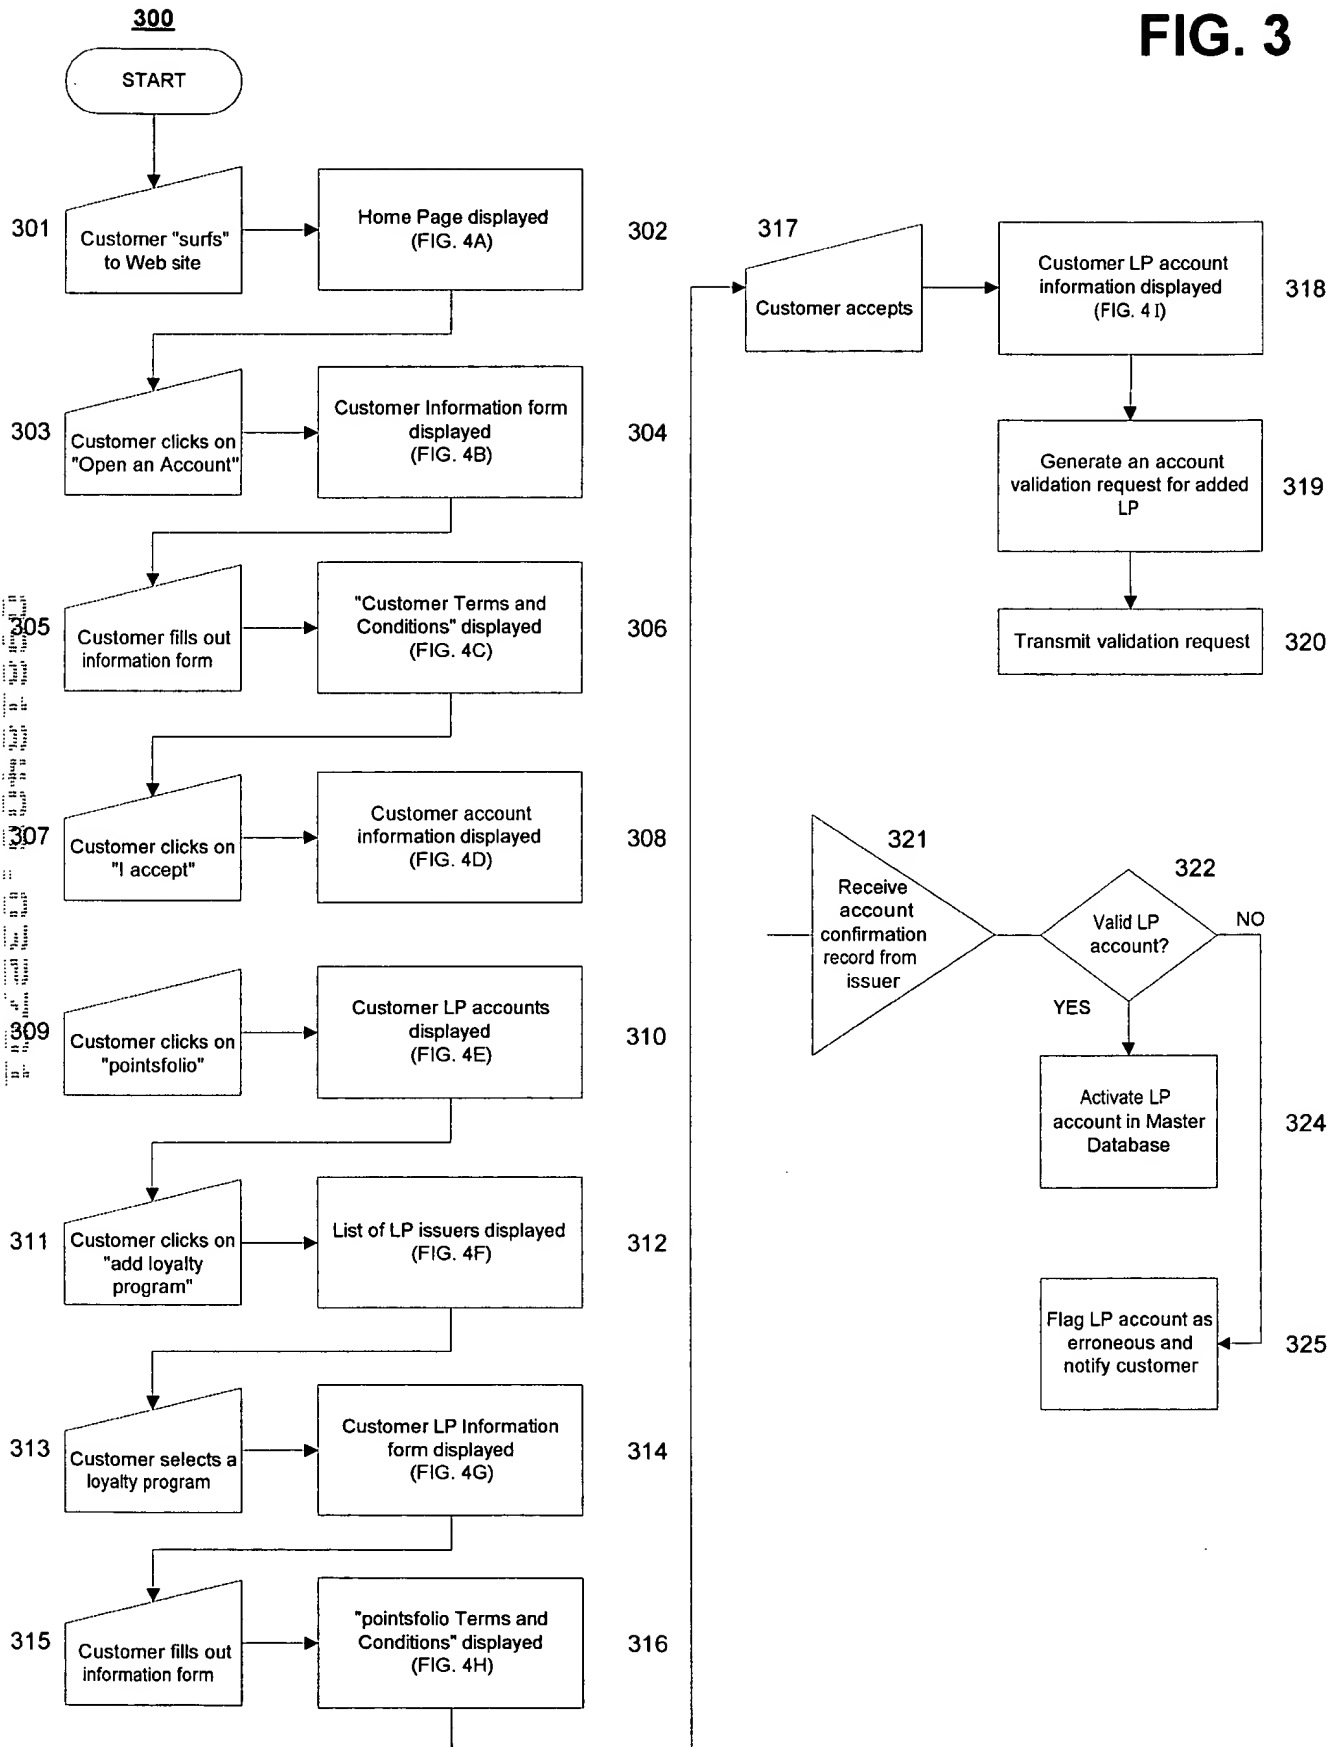 300
FIG. 3
START
301
Customer "surfs"
to Web site
Home Page displayed
(FIG. 4A)
302
303
Customer clicks on
"Open an Account"
Customer Information form
displayed
(FIG. 4B)
304
305
Customer fills out
information form
"Customer Terms and
Conditions" displayed
(FIG. 4C)
306
307
Customer clicks on
"I accept"
Customer account
information displayed
(FIG. 4D)
308
309
Customer clicks on
"pointsfolio"
Customer LP accounts
displayed
(FIG. 4E)
310
311
Customer clicks on
"add loyalty
program"
List of LP issuers displayed
(FIG. 4F)
312
313
Customer selects a
loyalty program
Customer LP Information
form displayed
(FIG. 4G)
314
315
Customer fills out
information form
"pointsfolio Terms and
Conditions" displayed
(FIG. 4H)
316
317
Customer accepts
Customer LP account
information displayed
(FIG. 4I)
318
Generate an account
validation request for added
LP
319
Transmit validation request
320
321
Receive
account
confirmation
record from
issuer
322
Valid LP
account?
NO
YES
Activate LP
account in Master
Database
324
Flag LP account as
erroneous and
notify customer
325